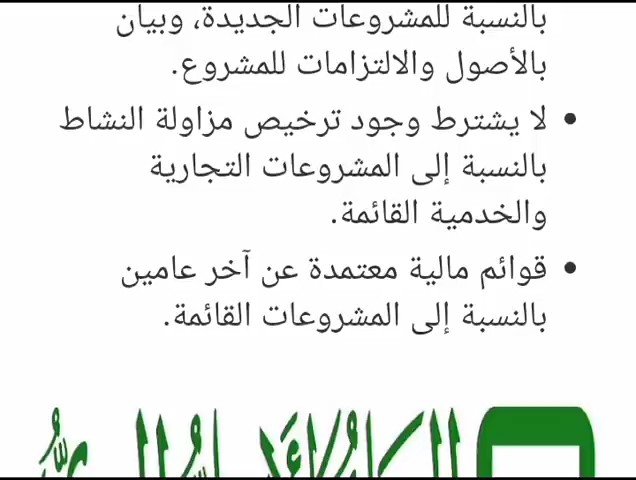 بالنسبة للمشروعات الجديدة، وبيان
بالأصول والالتزامات للمشروع.
• لا يشترط وجود ترخيص مزاولة النشاط
بالنسبة إلى المشروعات التجارية
والخدمية القائمة.
• قوائم مالية معتمدة عن آخر عامين
بالنسبة إلى المشروعات القائمة.